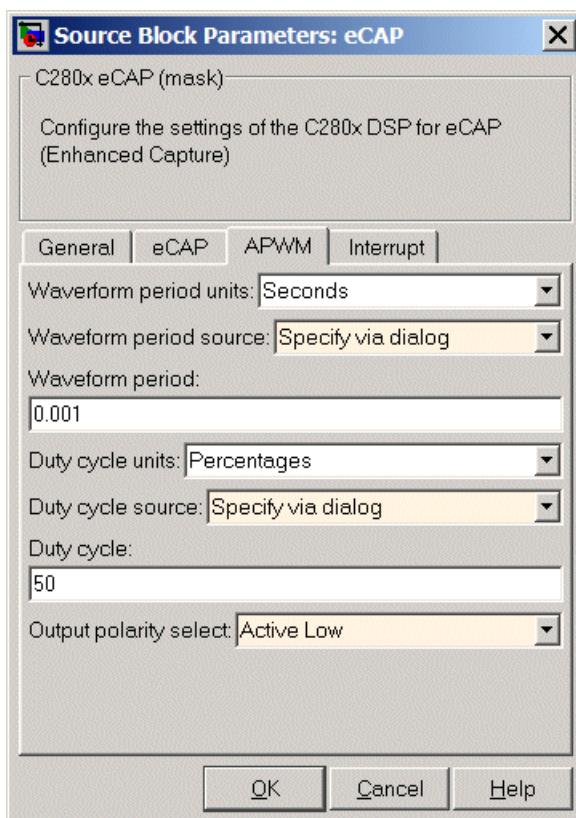 Source Block Parameters: eCAP
C280x eCAP (mask)
Configure the settings of the C280x DSP for eCAP
(Enhanced Capture)
General eCAP APWM Interrupt
Waverform period units: Seconds
Waveform period source: Specify via dialog
Waveform period:
0.001
Duty cycle units: Percentages
Duty cycle source: Specify via dialog
Duty cycle:
50
Output polarity select: Active Low
OK Cancel Help